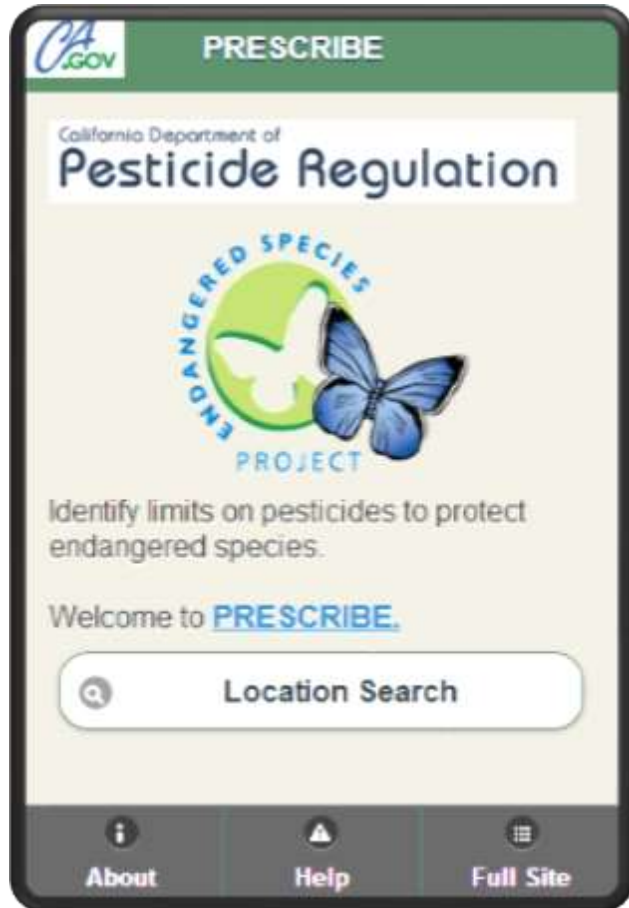 CA.GOV
PRESCRIBE
California Department of
Pesticide Regulation
ENDANGERED SPECIES
PROJECT
Identify limits on pesticides to protect
endangered species.
Welcome to PRESCRIBE.
Location Search
About Help Full Site